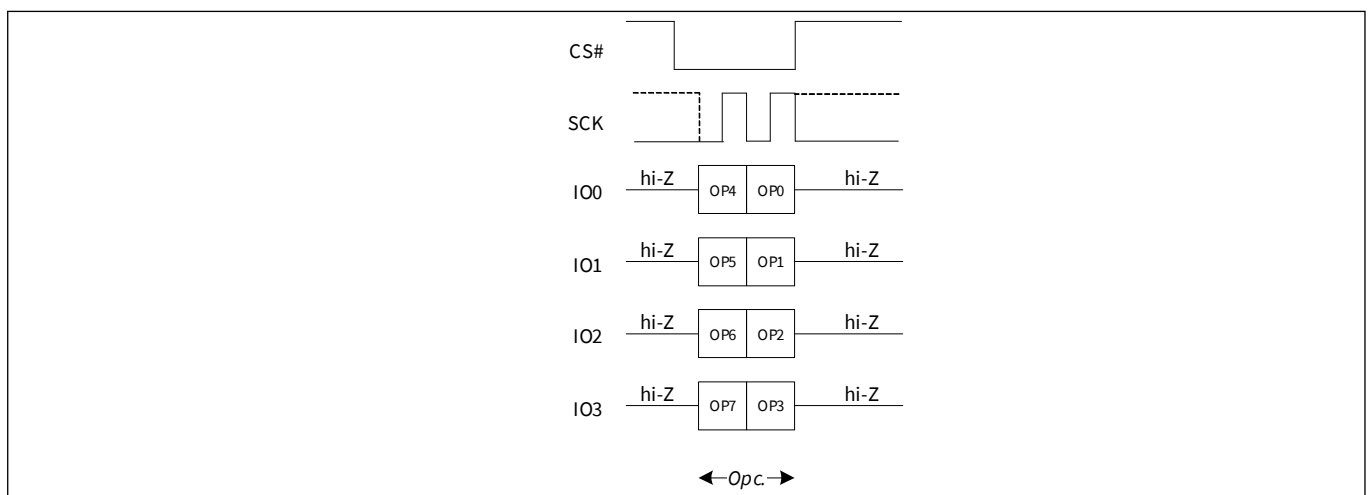 CS#
SCK
hi-Z hi-Z
IO0 OP4 OP0
hi-Z hi-Z
IO1 OP5 OP1
hi-Z hi-Z
IO2 OP6 OP2
hi-Z hi-Z
IO3 OP7 OP3
Opc.